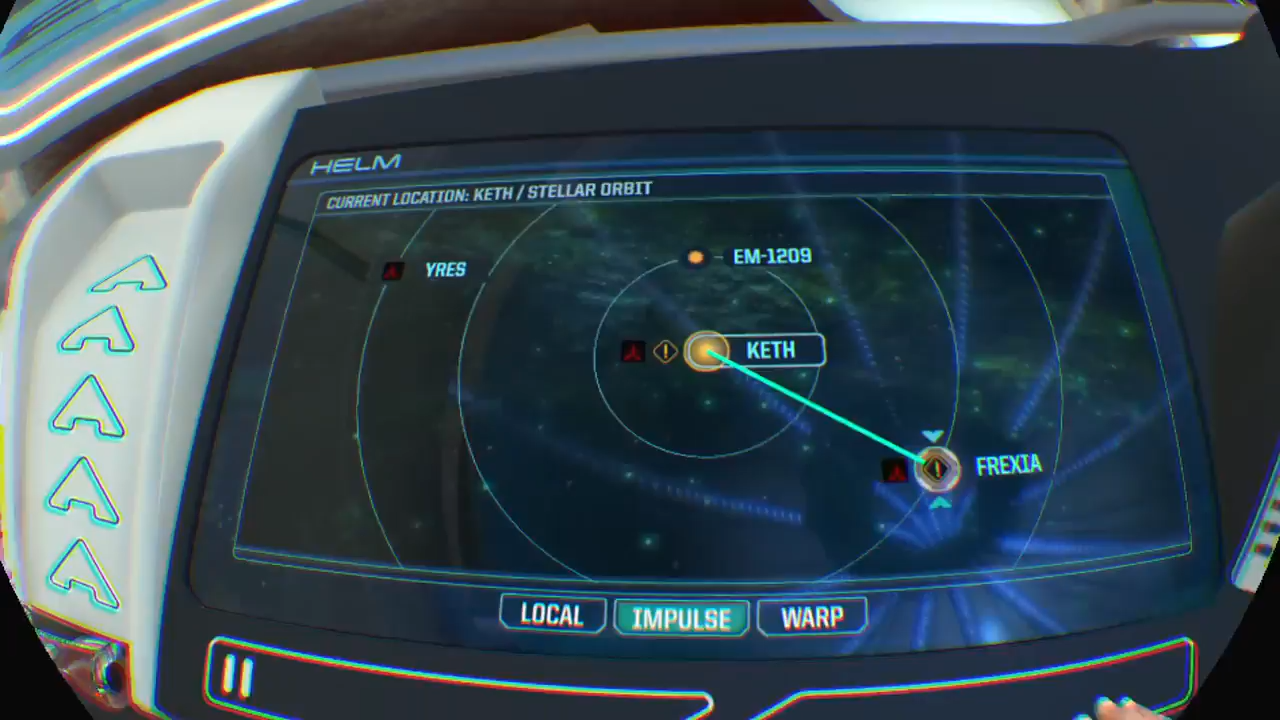 HELM
CURRENT LOCATION: KETH / STELLAR ORBIT
EM-1209
YRES
KETH
FREXIA
LOCAL
IMPULSE
WARP